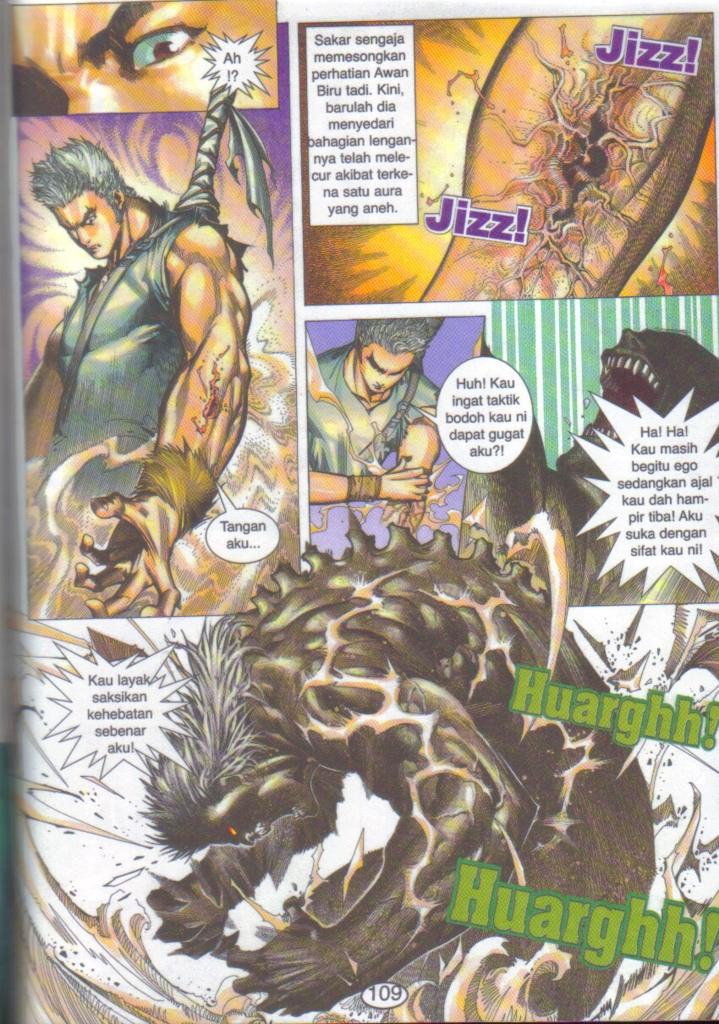 Ah
!?
Sakar sengaja
memesongkan
perhatian Awan
Biru tadi. Kini,
barulah dia
menyedari
bahagian lengan-
nya telah mele-
cur akibat terke-
na satu aura
yang aneh.
Jizz!
Jizz!
Tangan
aku...
Huh! Kau
ingat taktik
bodoh kau ni
dapat gugat
aku?!
Ha! Ha!
Kau masih
begitu ego
sedangkan ajal
kau dah ham-
pir tiba! Aku
suka dengan
sifat kau ni!
Kau layak
saksikan
kehebatan
sebenar
aku!
Huarghh!
Huarghh!
109